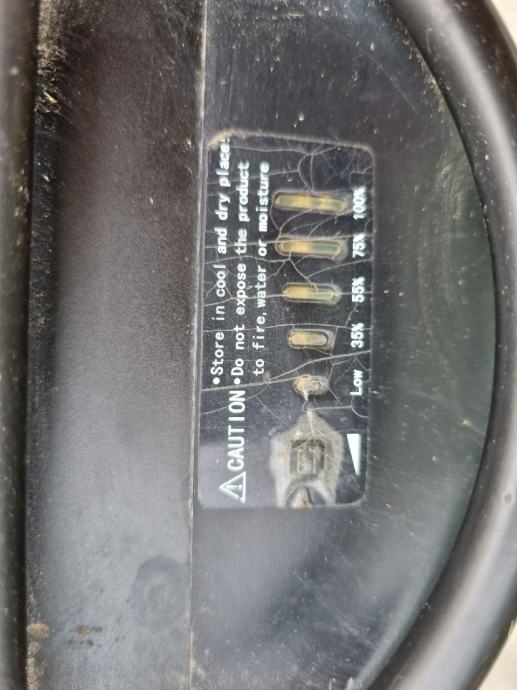 ⚠CAUTION •Store in cool and dry place.
•Do not expose the product
to fire, water or moisture
Low 35% 55% 75% 100%